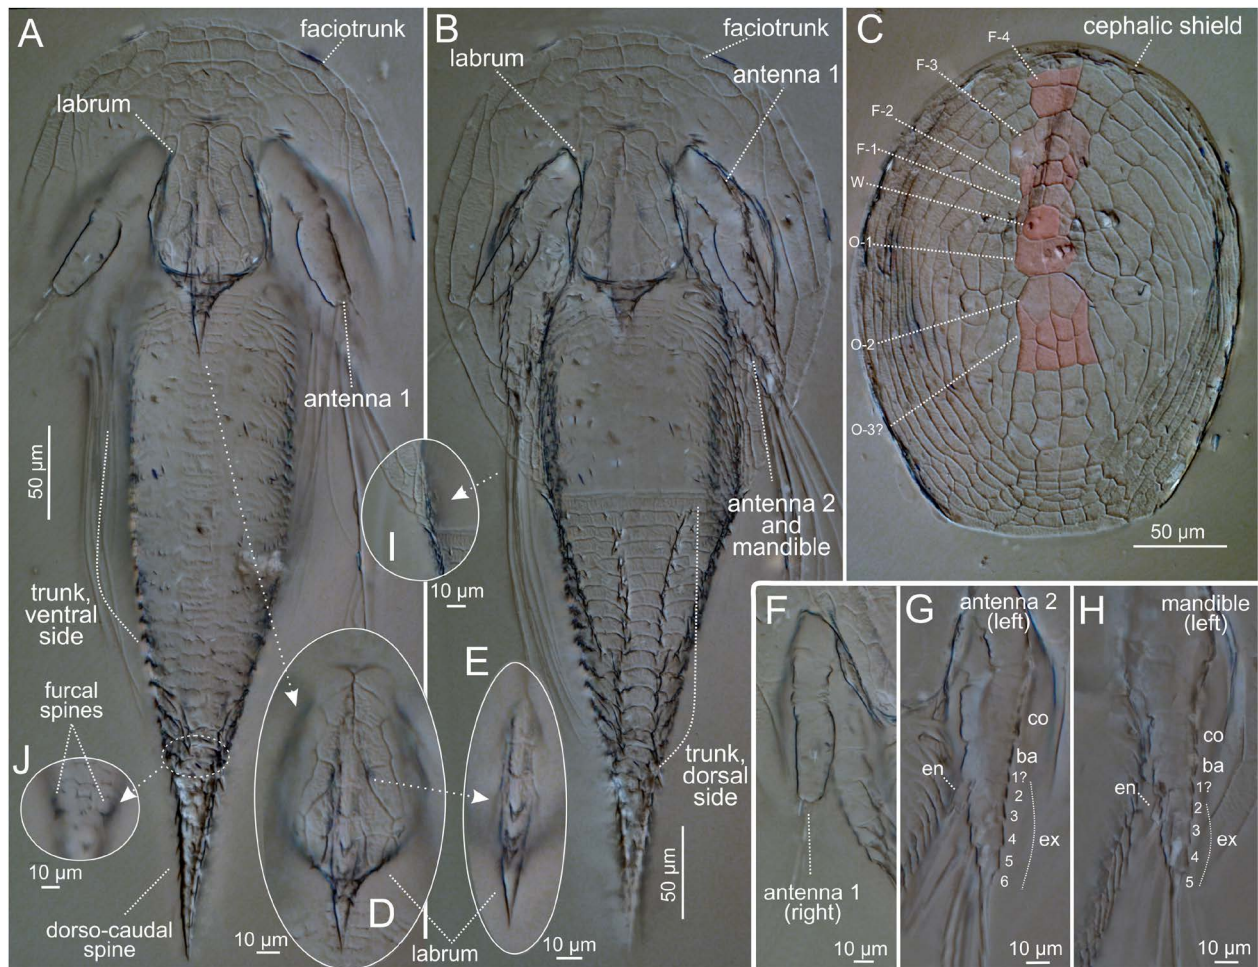 A
faciotrunk
labrum
antenna 1
50 µm
trunk,
ventral
side
furcal
spines
J
10 µm
dorso-caudal
spine
B
faciotrunk
labrum
antenna 1
I
10 µm
antenna 2
and
mandible
trunk,
dorsal
side
50 µm
D
10 µm
E
labrum
10 µm
C
cephalic shield
F-4
F-3
F-2
F-1
W
O-1
O-2
O-3?
50 µm
F
antenna 1
(right)
10 µm
G
antenna 2
(left)
co
ba
en
1?
2
3
4
5
6
ex
10 µm
H
mandible
(left)
co
ba
en
1?
2
3
4
5
ex
10 µm